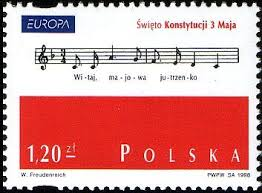 EUROPA
Święto Konstytucji 3 Maja
Wi - taj, ma - jo - wa ju - trzen - ko
1,20 zł POLSKA
W. Freudenreich PWPW SA 1998